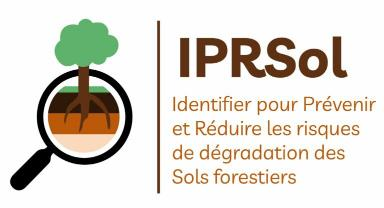 IPRSol
Identifier pour Prévenir
et Réduire les risques
de dégradation des
Sols forestiers